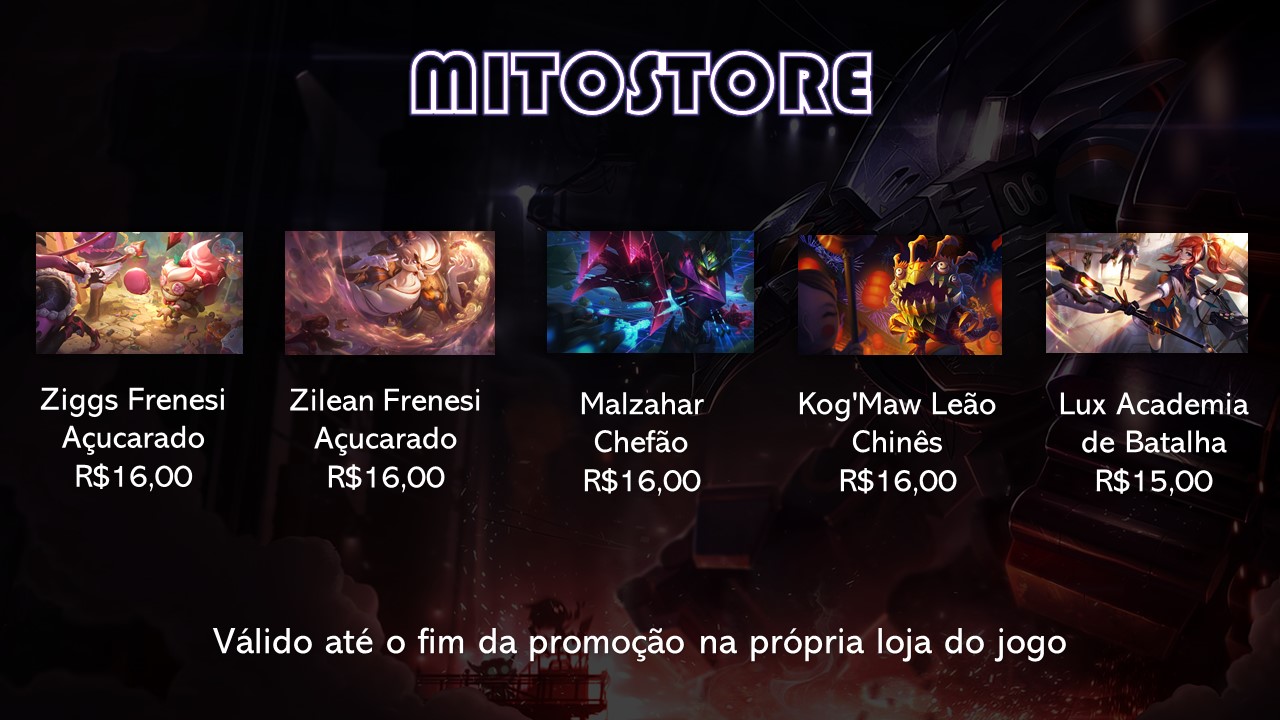 MITOSTORE
06
Ziggs Frenesi
Açucarado
R$16,00
Zilean Frenesi
Açucarado
R$16,00
Malzahar
Chefão
R$16,00
Kog'Maw Leão
Chinês
R$16,00
Lux Academia
de Batalha
R$15,00
Válido até o fim da promoção na própria loja do jogo